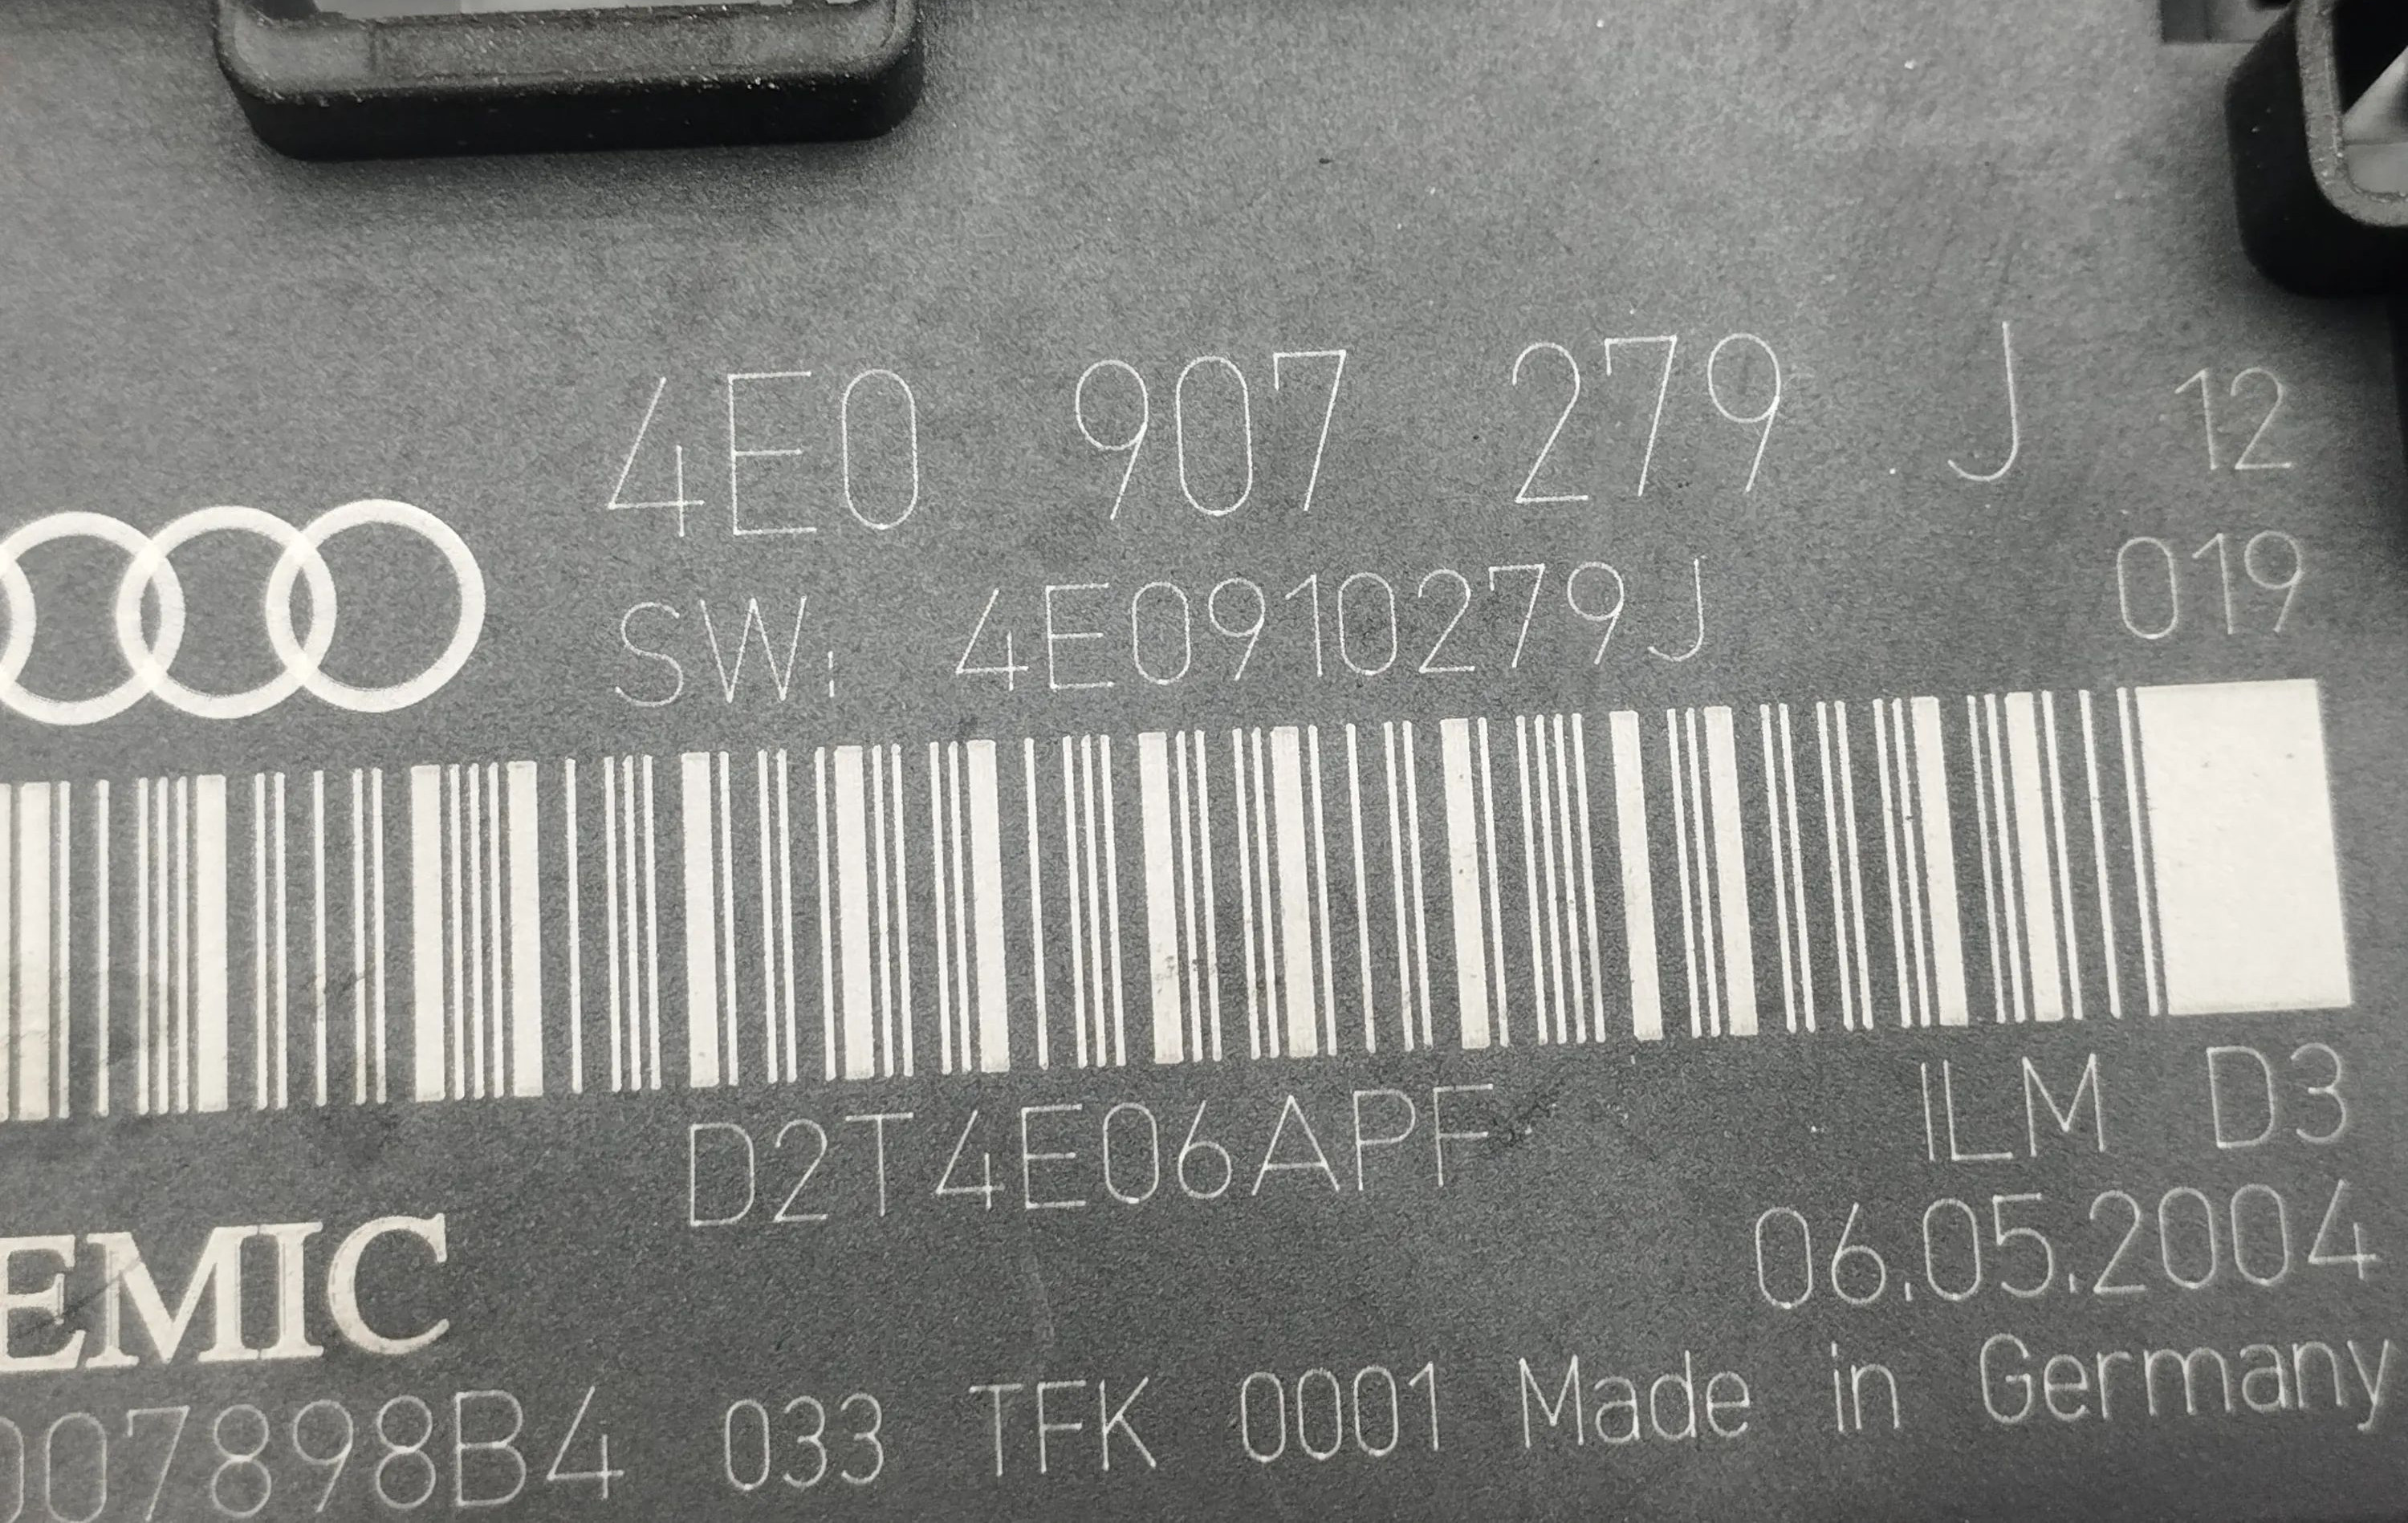 4E0 907 279 J 12
SW: 4E0910279J 019
D2T4E06APF
ILM D3
EMIC
06.05.2004
007898B4 033 TFK 0001 Made in Germany